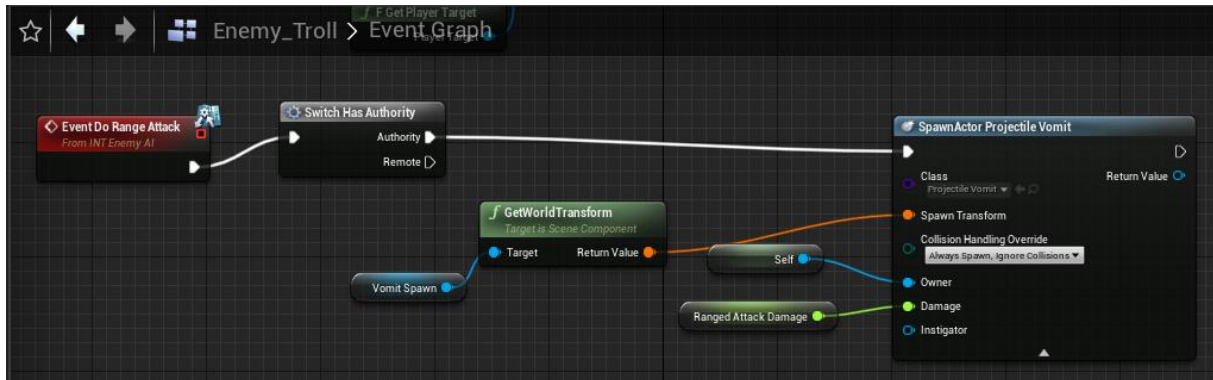 F Get Player Target
Player Target
Enemy_Troll > Event Graph
Event Do Range Attack
From INT Enemy AI
Switch Has Authority
Authority
Remote
f GetWorldTransform
Target is Scene Component
Target Return Value
Vomit Spawn
Self
Ranged Attack Damage
SpawnActor Projectile Vomit
Class Return Value
Projectile Vomit
Spawn Transform
Collision Handling Override
Always Spawn, Ignore Collisions
Owner
Damage
Instigator